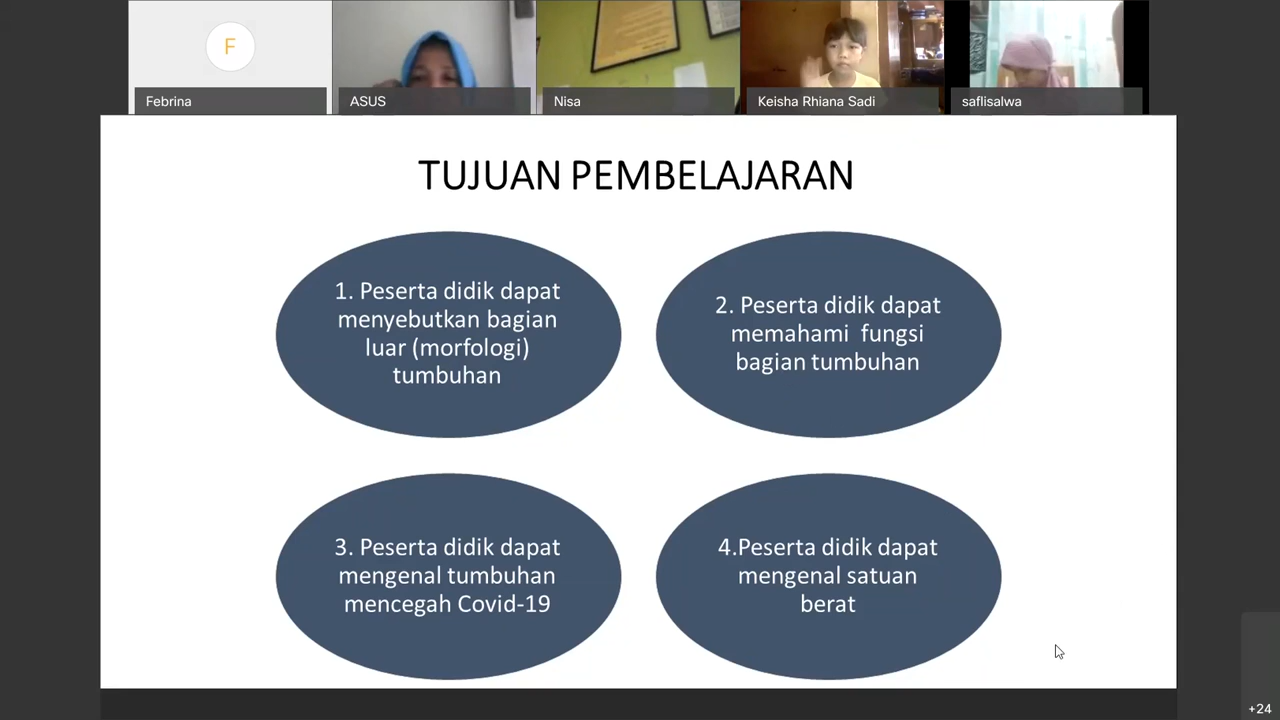 F
Febrina
ASUS
Nisa
Keisha Rhiana Sadi
saflisalwa
TUJUAN PEMBELAJARAN
1. Peserta didik dapat
menyebutkan bagian
luar (morfologi)
tumbuhan
2. Peserta didik dapat
memahami fungsi
bagian tumbuhan
3. Peserta didik dapat
mengenal tumbuhan
mencegah Covid-19
4.Peserta didik dapat
mengenal satuan
berat
+24